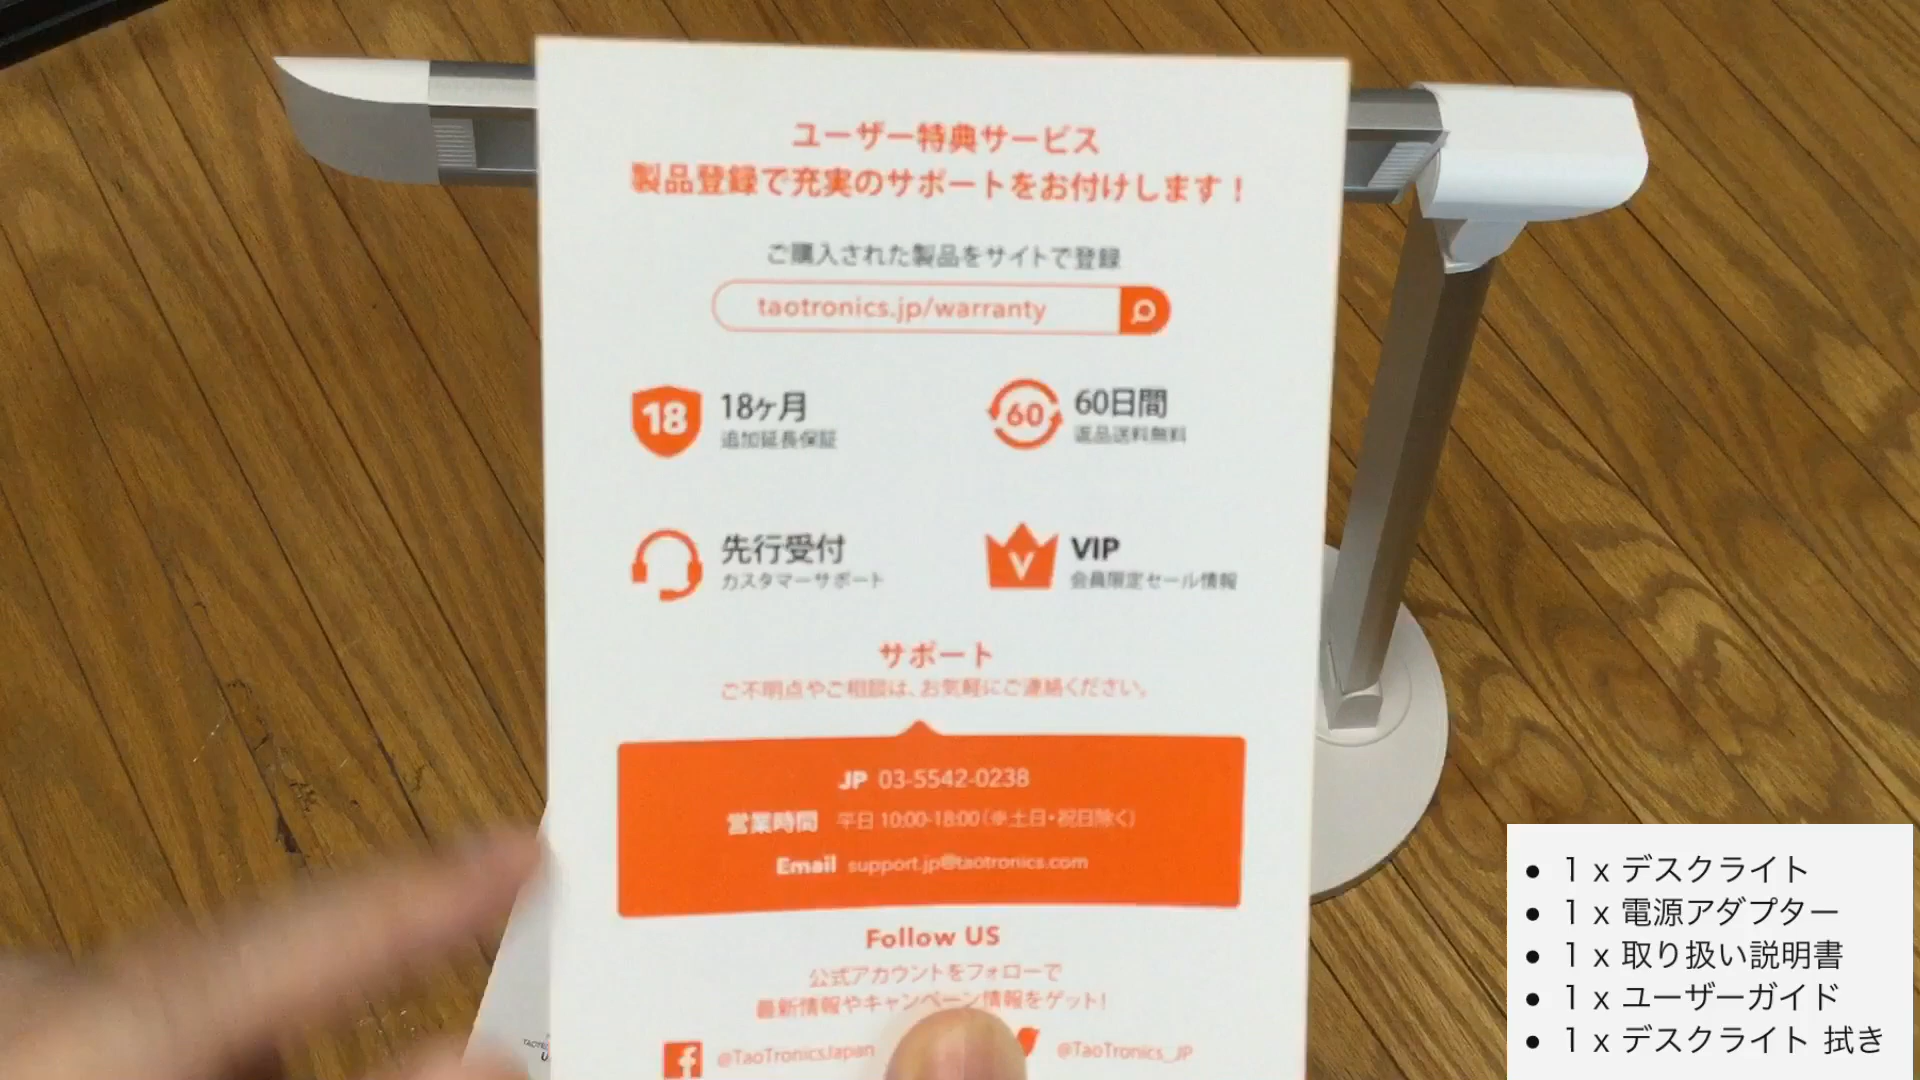 ユーザー特典サービス
製品登録で充実のサポートをお付けします！
ご購入された製品をサイトで登録
taotronics.jp/warranty
18
18ヶ月
追加延長保証
60
60日間
返品送料無料
先行受付
カスタマーサポート
V
VIP
会員限定セール情報
サポート
ご不明点やご相談は、お気軽にご連絡ください。
JP 03-5542-0238
営業時間 平日 10:00-18:00（※土日・祝日除く）
Email support.jp@taotronics.com
Follow US
公式アカウントをフォローで
最新情報やキャンペーン情報をゲット！
@TaoTronicsJapan
@TaoTronics_JP
• 1 x デスクライト
• 1 x 電源アダプター
• 1 x 取り扱い説明書
• 1 x ユーザーガイド
• 1 x デスクライト 拭き